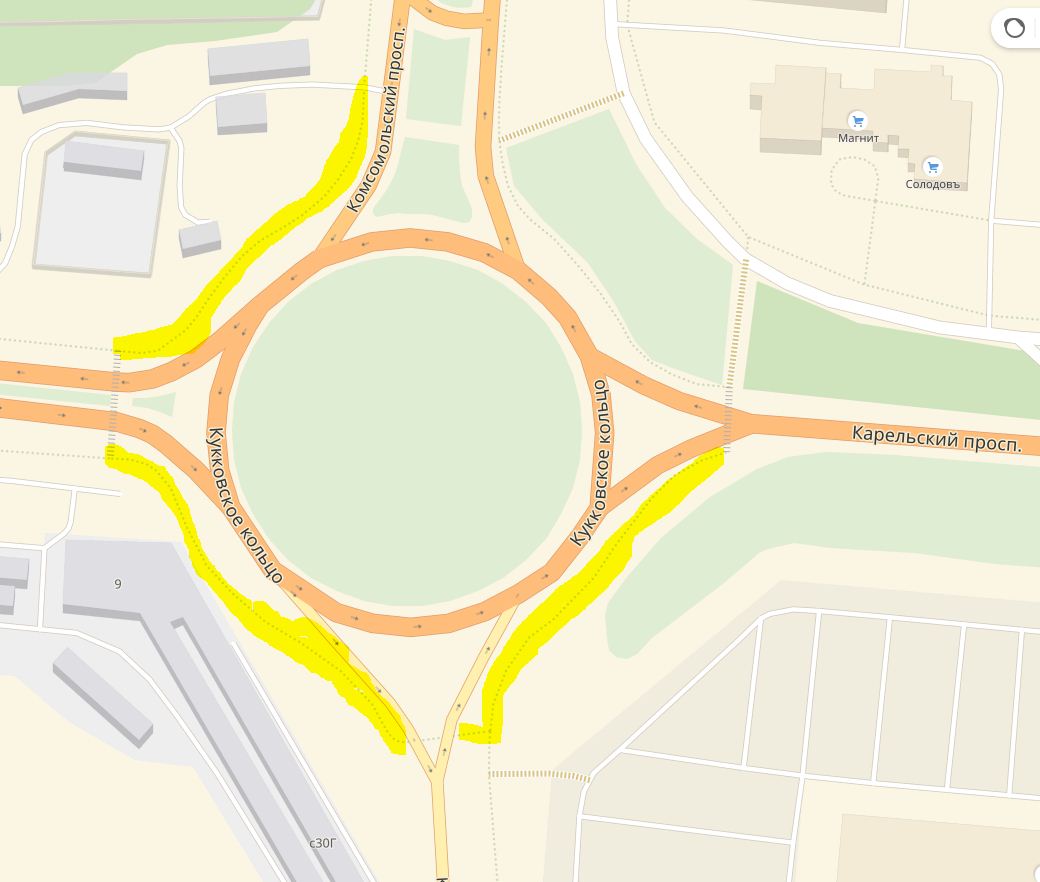 Комсомольский просп.
Магнит
Солодовъ
Кукковское кольцо
Карельский просп.
Кукковское кольцо
9
с30Г